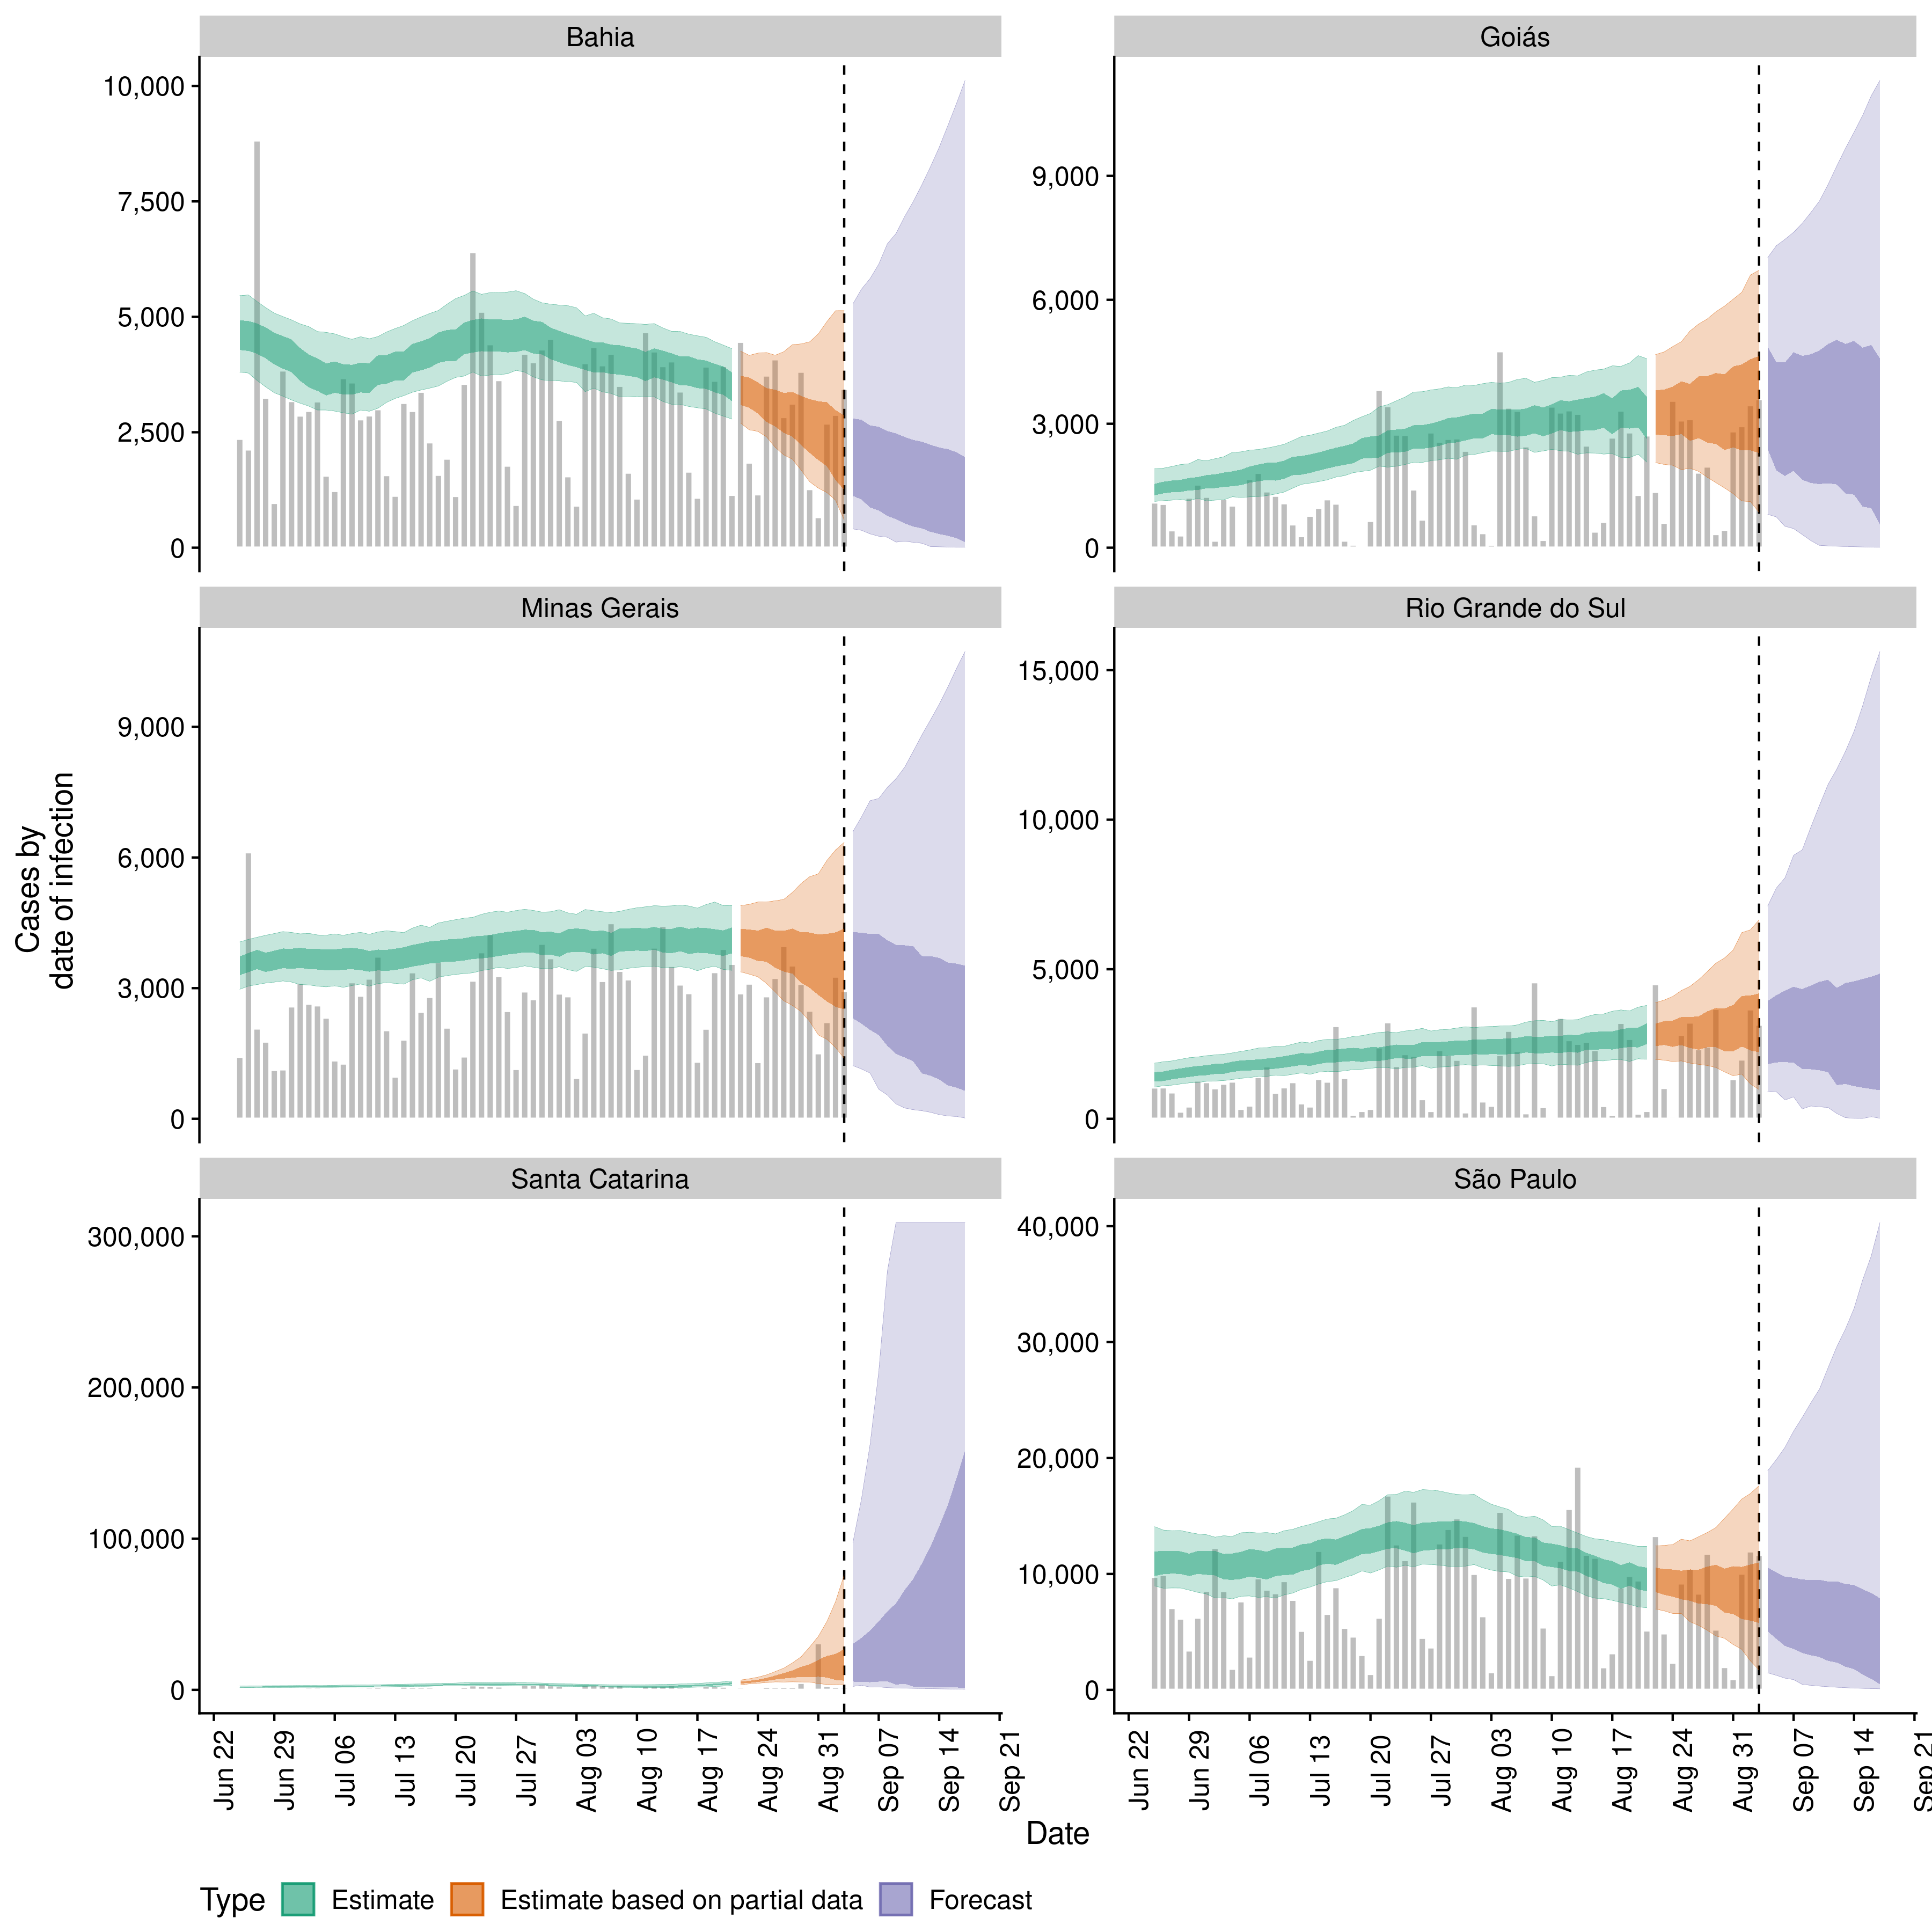 Bahia
Goiás
10,000
7,500
5,000
2,500
0
9,000
6,000
3,000
0
Minas Gerais
Rio Grande do Sul
9,000
6,000
3,000
0
15,000
10,000
5,000
0
Cases by
date of infection
Santa Catarina
São Paulo
300,000
200,000
100,000
0
40,000
30,000
20,000
10,000
0
Jun 22
Jun 29
Jul 06
Jul 13
Jul 20
Jul 27
Aug 03
Aug 10
Aug 17
Aug 24
Aug 31
Sep 07
Sep 14
Sep 21
Jun 22
Jun 29
Jul 06
Jul 13
Jul 20
Jul 27
Aug 03
Aug 10
Aug 17
Aug 24
Aug 31
Sep 07
Sep 14
Sep 21
Date
Type Estimate Estimate based on partial data Forecast